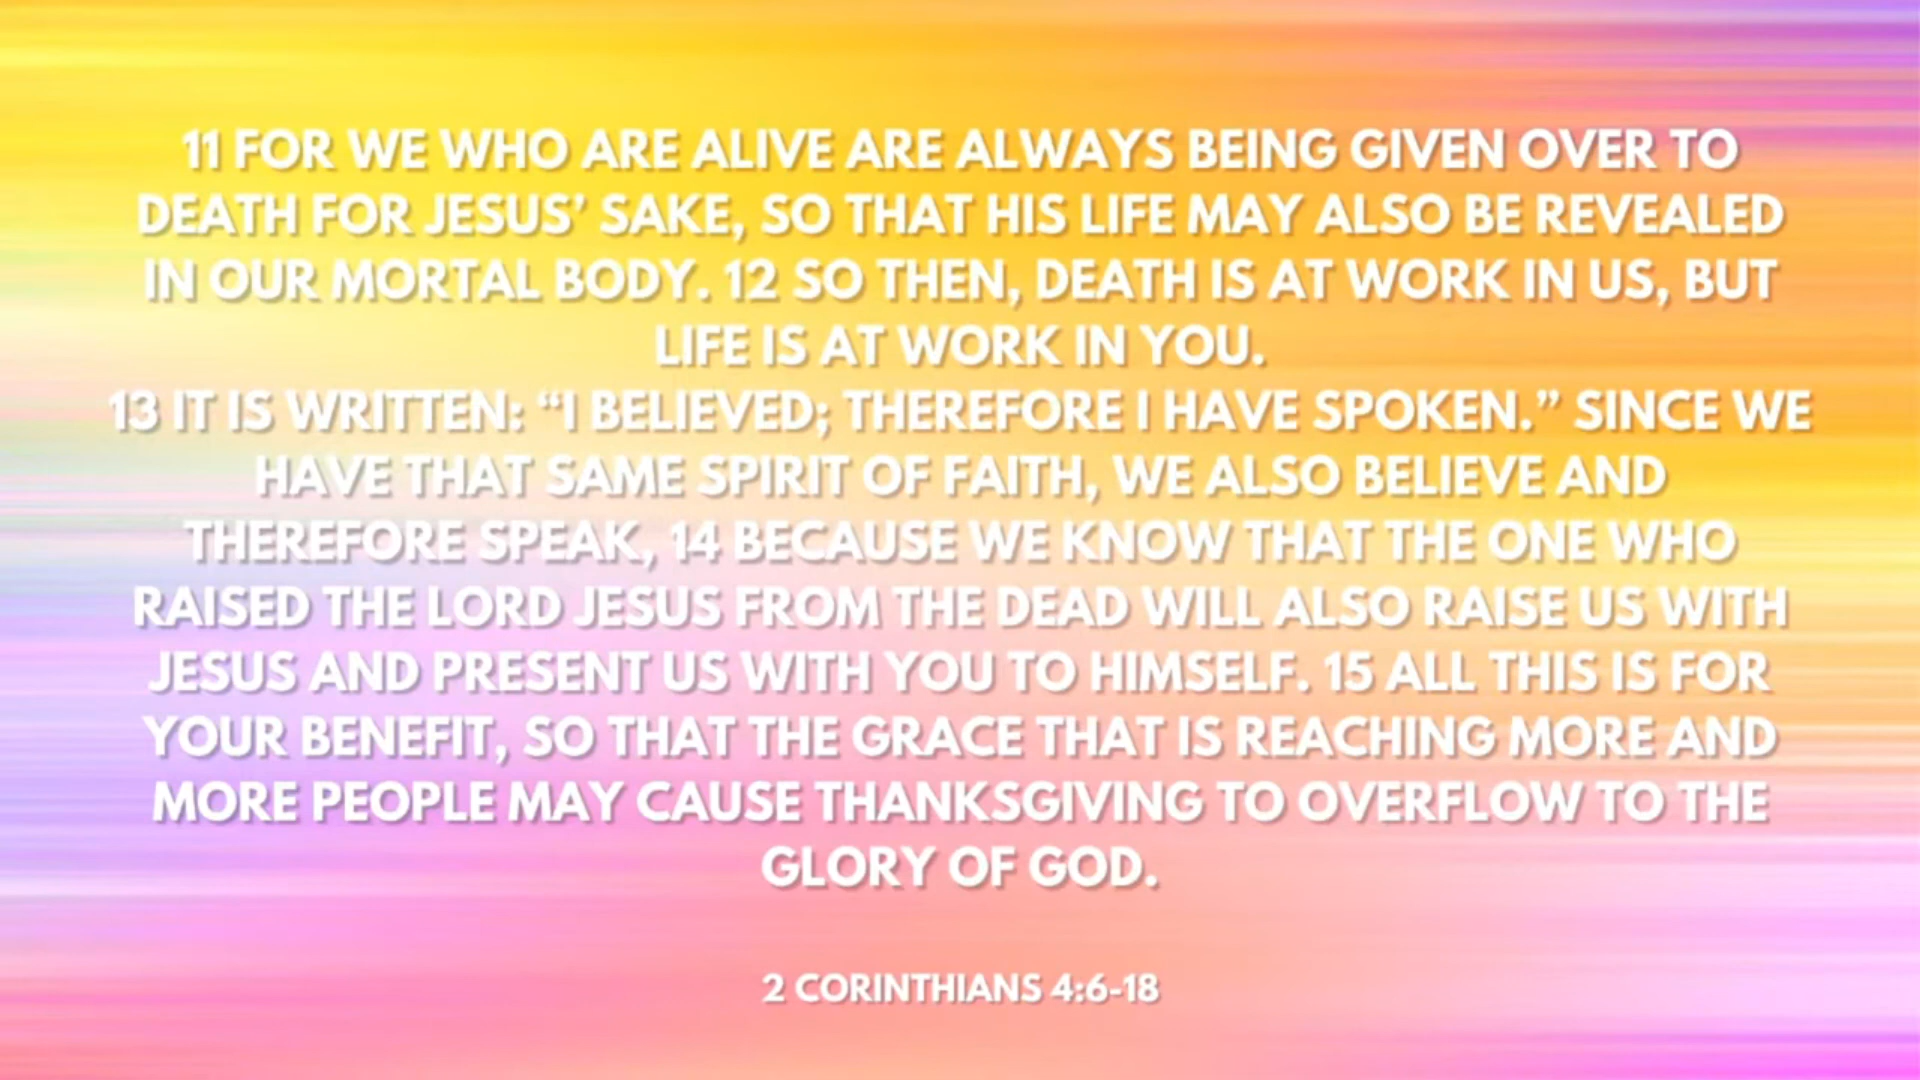 11 FOR WE WHO ARE ALIVE ARE ALWAYS BEING GIVEN OVER TO
DEATH FOR JESUS’ SAKE, SO THAT HIS LIFE MAY ALSO BE REVEALED
IN OUR MORTAL BODY. 12 SO THEN, DEATH IS AT WORK IN US, BUT
LIFE IS AT WORK IN YOU.
13 IT IS WRITTEN: “I BELIEVED; THEREFORE I HAVE SPOKEN.” SINCE WE
HAVE THAT SAME SPIRIT OF FAITH, WE ALSO BELIEVE AND
THEREFORE SPEAK, 14 BECAUSE WE KNOW THAT THE ONE WHO
RAISED THE LORD JESUS FROM THE DEAD WILL ALSO RAISE US WITH
JESUS AND PRESENT US WITH YOU TO HIMSELF. 15 ALL THIS IS FOR
YOUR BENEFIT, SO THAT THE GRACE THAT IS REACHING MORE AND
MORE PEOPLE MAY CAUSE THANKSGIVING TO OVERFLOW TO THE
GLORY OF GOD.
2 CORINTHIANS 4:6-18